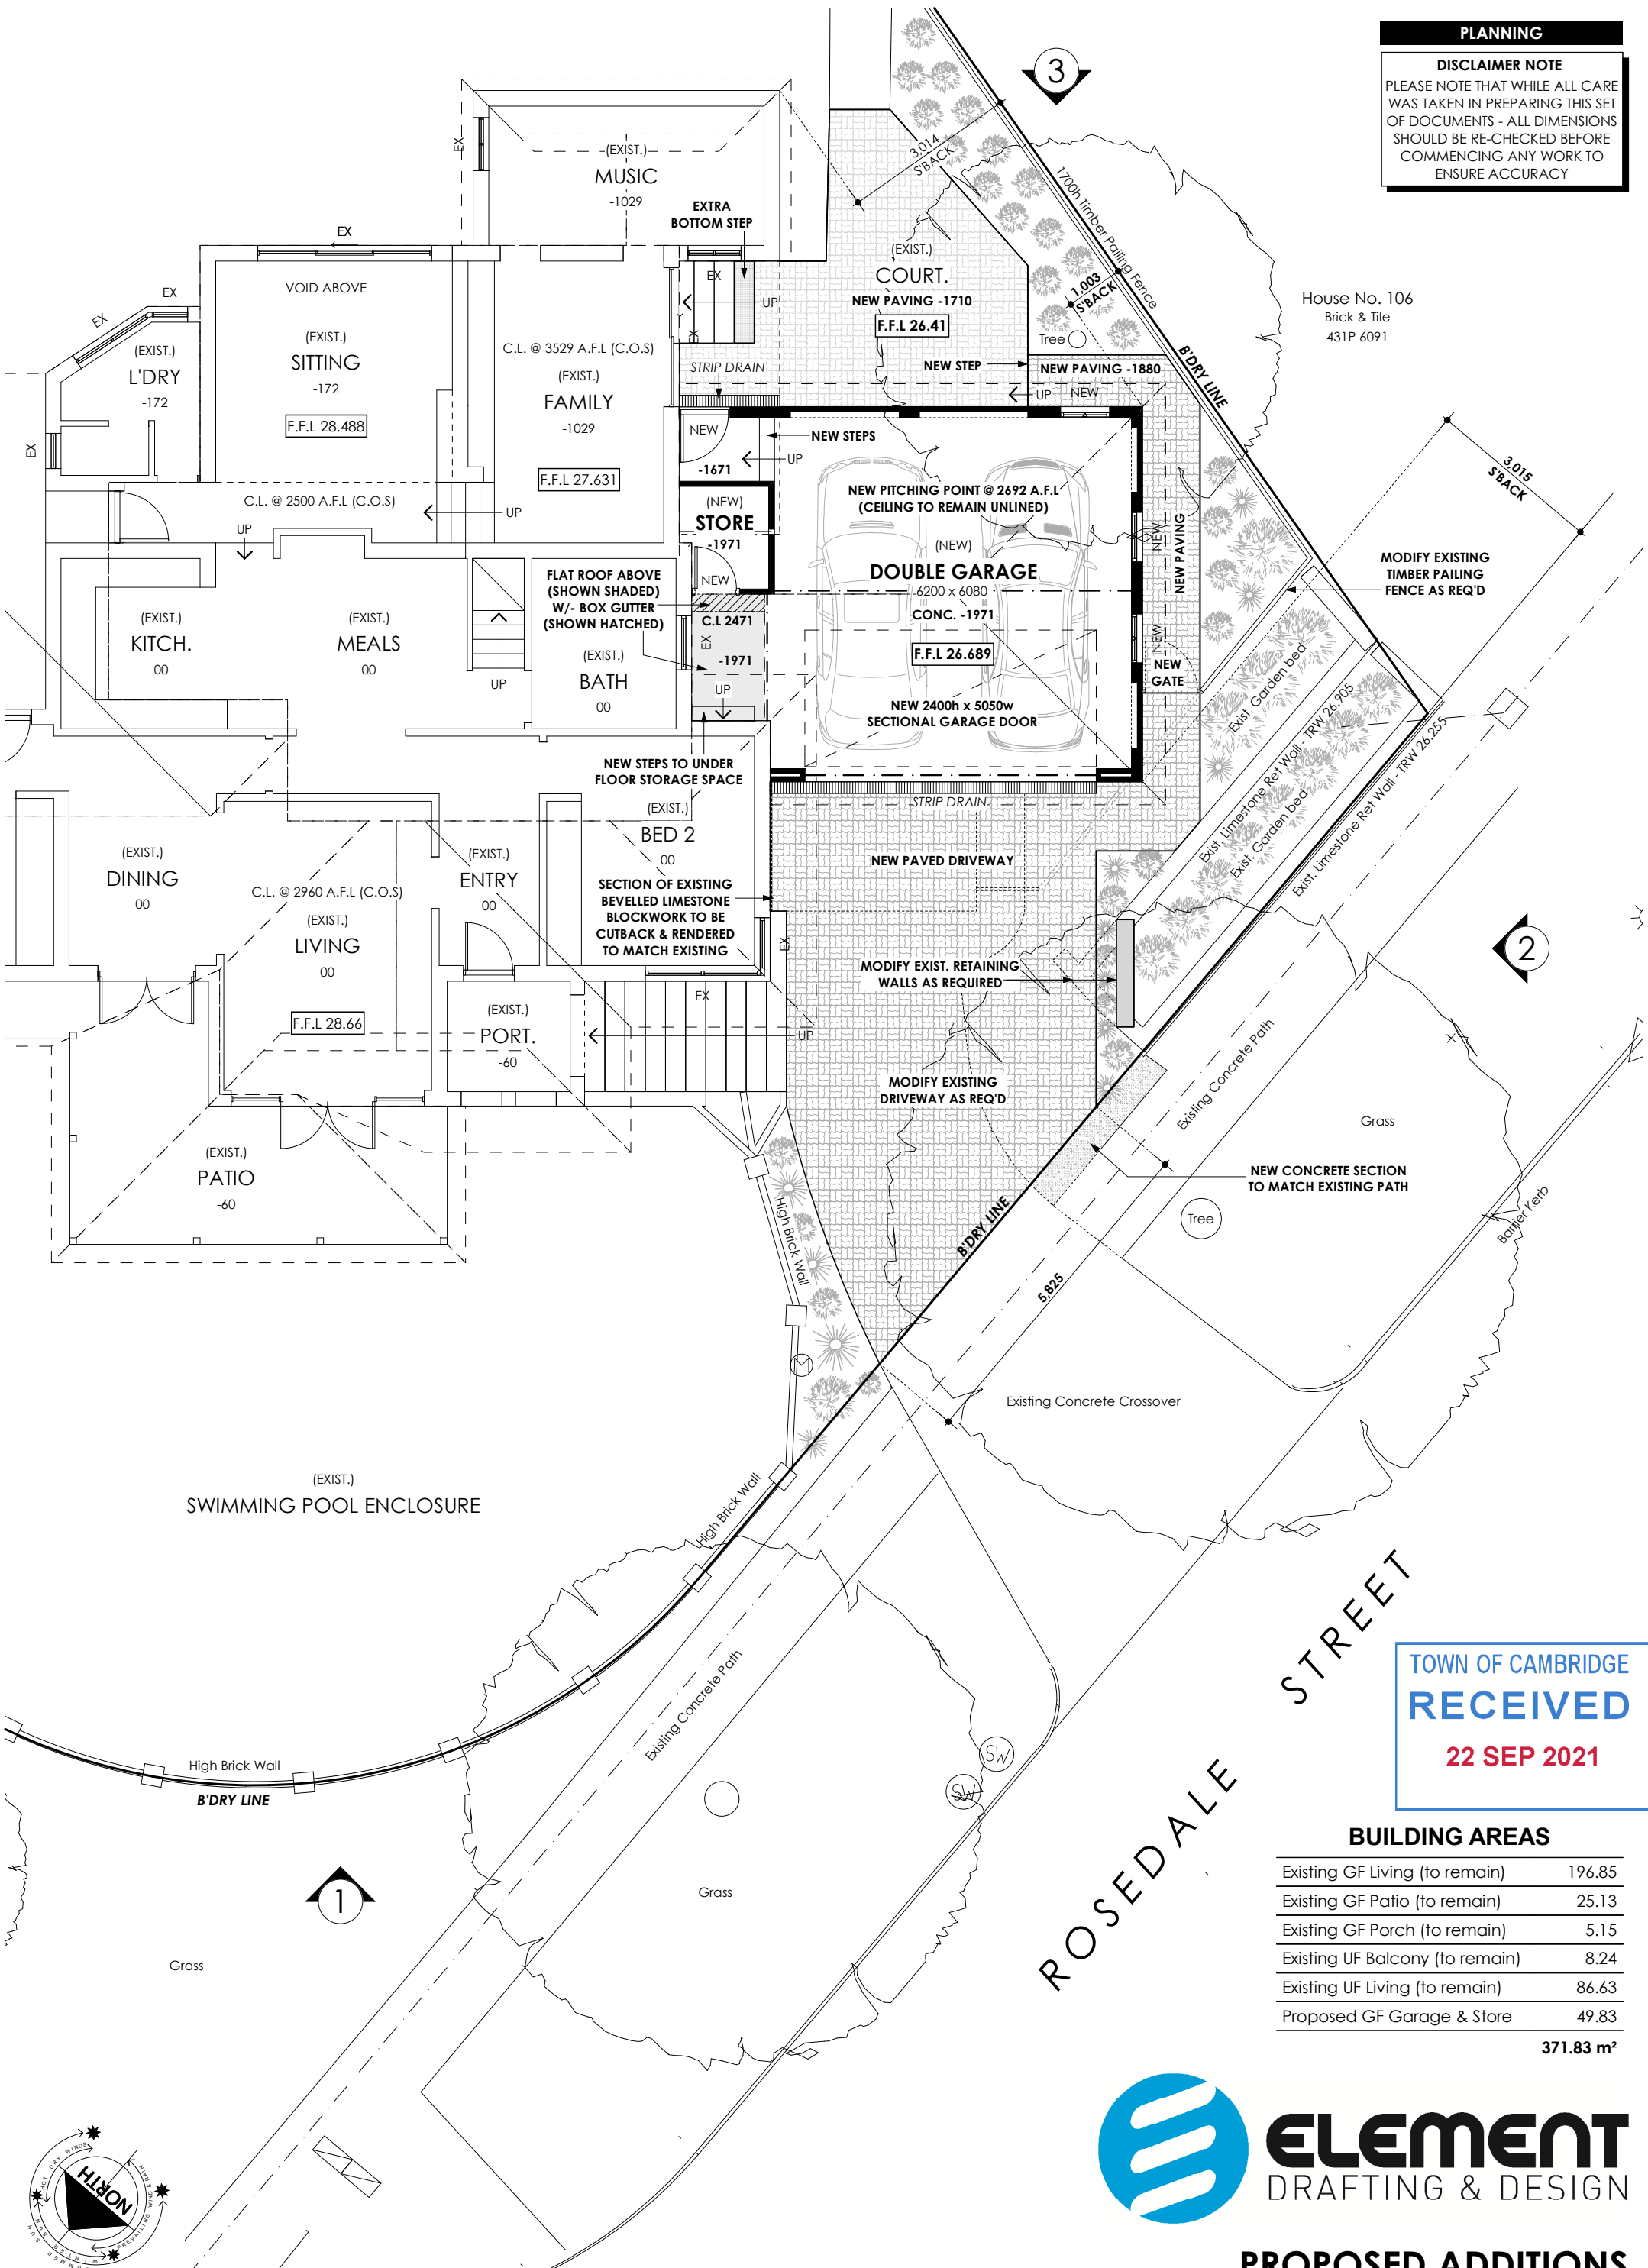 PLANNING
DISCLAIMER NOTE
PLEASE NOTE THAT WHILE ALL CARE
WAS TAKEN IN PREPARING THIS SET
OF DOCUMENTS - ALL DIMENSIONS
SHOULD BE RE-CHECKED BEFORE
COMMENCING ANY WORK TO
ENSURE ACCURACY
3
3,014
S'BACK
1700h Timber Pailing Fence
EX
(EXIST.)
MUSIC
-1029
EXTRA
BOTTOM STEP
EX
EX
EX
VOID ABOVE
(EXIST.)
SITTING
-172
F.F.L 28.488
(EXIST.)
L'DRY
-172
EX
C.L. @ 3529 A.F.L (C.O.S)
(EXIST.)
FAMILY
-1029
F.F.L 27.631
EX
UP
EX
STRIP DRAIN
(EXIST.)
COURT.
NEW PAVING -1710
F.F.L 26.41
1,003
S'BACK
Tree
NEW STEP
NEW PAVING -1880
UP
NEW
B'DRY LINE
House No. 106
Brick & Tile
431P 6091
3,015
S'BACK
NEW
NEW STEPS
UP
-1671
(NEW)
STORE
-1971
NEW
C.L. @ 2500 A.F.L (C.O.S)
UP
UP
NEW PITCHING POINT @ 2692 A.F.L
(CEILING TO REMAIN UNLINED)
(NEW)
DOUBLE GARAGE
6200 x 6080
CONC. -1971
F.F.L 26.689
NEW 2400h x 5050w
SECTIONAL GARAGE DOOR
NEW
NEW PAVING
NEW
NEW
GATE
MODIFY EXISTING
TIMBER PAILING
FENCE AS REQ'D
FLAT ROOF ABOVE
(SHOWN SHADED)
W/- BOX GUTTER
(SHOWN HATCHED)
C.L 2471
EX
-1971
UP
(EXIST.)
KITCH.
00
(EXIST.)
MEALS
00
UP
(EXIST.)
BATH
00
Exist. Garden bed
Exist. Limestone Ret Wall - TRW 26.905
Exist. Garden bed
Exist. Limestone Ret Wall - TRW 26.255
NEW STEPS TO UNDER
FLOOR STORAGE SPACE
(EXIST.)
BED 2
00
SECTION OF EXISTING
BEVELLED LIMESTONE
BLOCKWORK TO BE
CUTBACK & RENDERED
TO MATCH EXISTING
EX
EX
STRIP DRAIN
NEW PAVED DRIVEWAY
(EXIST.)
DINING
00
C.L. @ 2960 A.F.L (C.O.S)
(EXIST.)
LIVING
00
F.F.L 28.66
(EXIST.)
ENTRY
00
(EXIST.)
PORT.
-60
UP
MODIFY EXIST. RETAINING
WALLS AS REQUIRED
2
MODIFY EXISTING
DRIVEWAY AS REQ'D
Existing Concrete Path
Grass
NEW CONCRETE SECTION
TO MATCH EXISTING PATH
Tree
Barrier Kerb
(EXIST.)
PATIO
-60
High Brick Wall
B'DRY LINE
5,825
M
Existing Concrete Crossover
(EXIST.)
SWIMMING POOL ENCLOSURE
High Brick Wall
Existing Concrete Path
High Brick Wall
B'DRY LINE
SW
SW
ROSEDALE STREET
1
Grass
Grass
TOWN OF CAMBRIDGE
RECEIVED
22 SEP 2021
BUILDING AREAS
Existing GF Living (to remain) 196.85
Existing GF Patio (to remain) 25.13
Existing GF Porch (to remain) 5.15
Existing UF Balcony (to remain) 8.24
Existing UF Living (to remain) 86.63
Proposed GF Garage & Store 49.83
371.83 m²
NORTH
HOT DRY WINDS
PREVAILING WIND & RAIN
WINTER SUN
SUMMER SUN
ELEMENT
DRAFTING & DESIGN
PROPOSED ADDITIONS